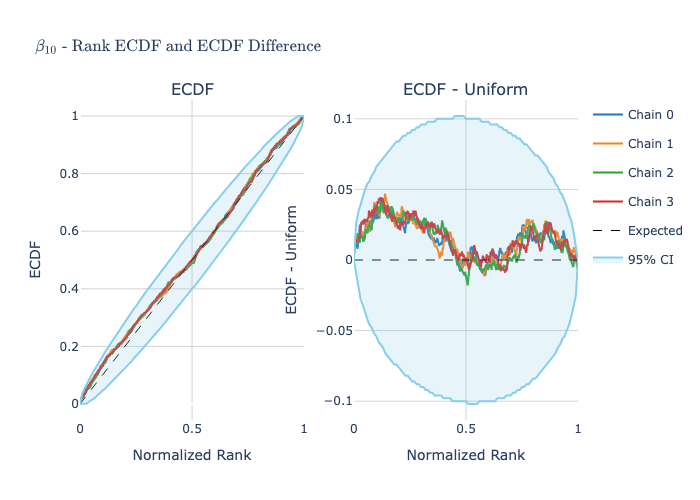 β₁₀ - Rank ECDF and ECDF Difference
ECDF
ECDF - Uniform
1
0.8
0.6
0.4
0.2
0
ECDF
0
0.5
1
Normalized Rank
0.1
0.05
0
−0.05
−0.1
ECDF - Uniform
0
0.5
1
Normalized Rank
Chain 0
Chain 1
Chain 2
Chain 3
Expected
95% CI